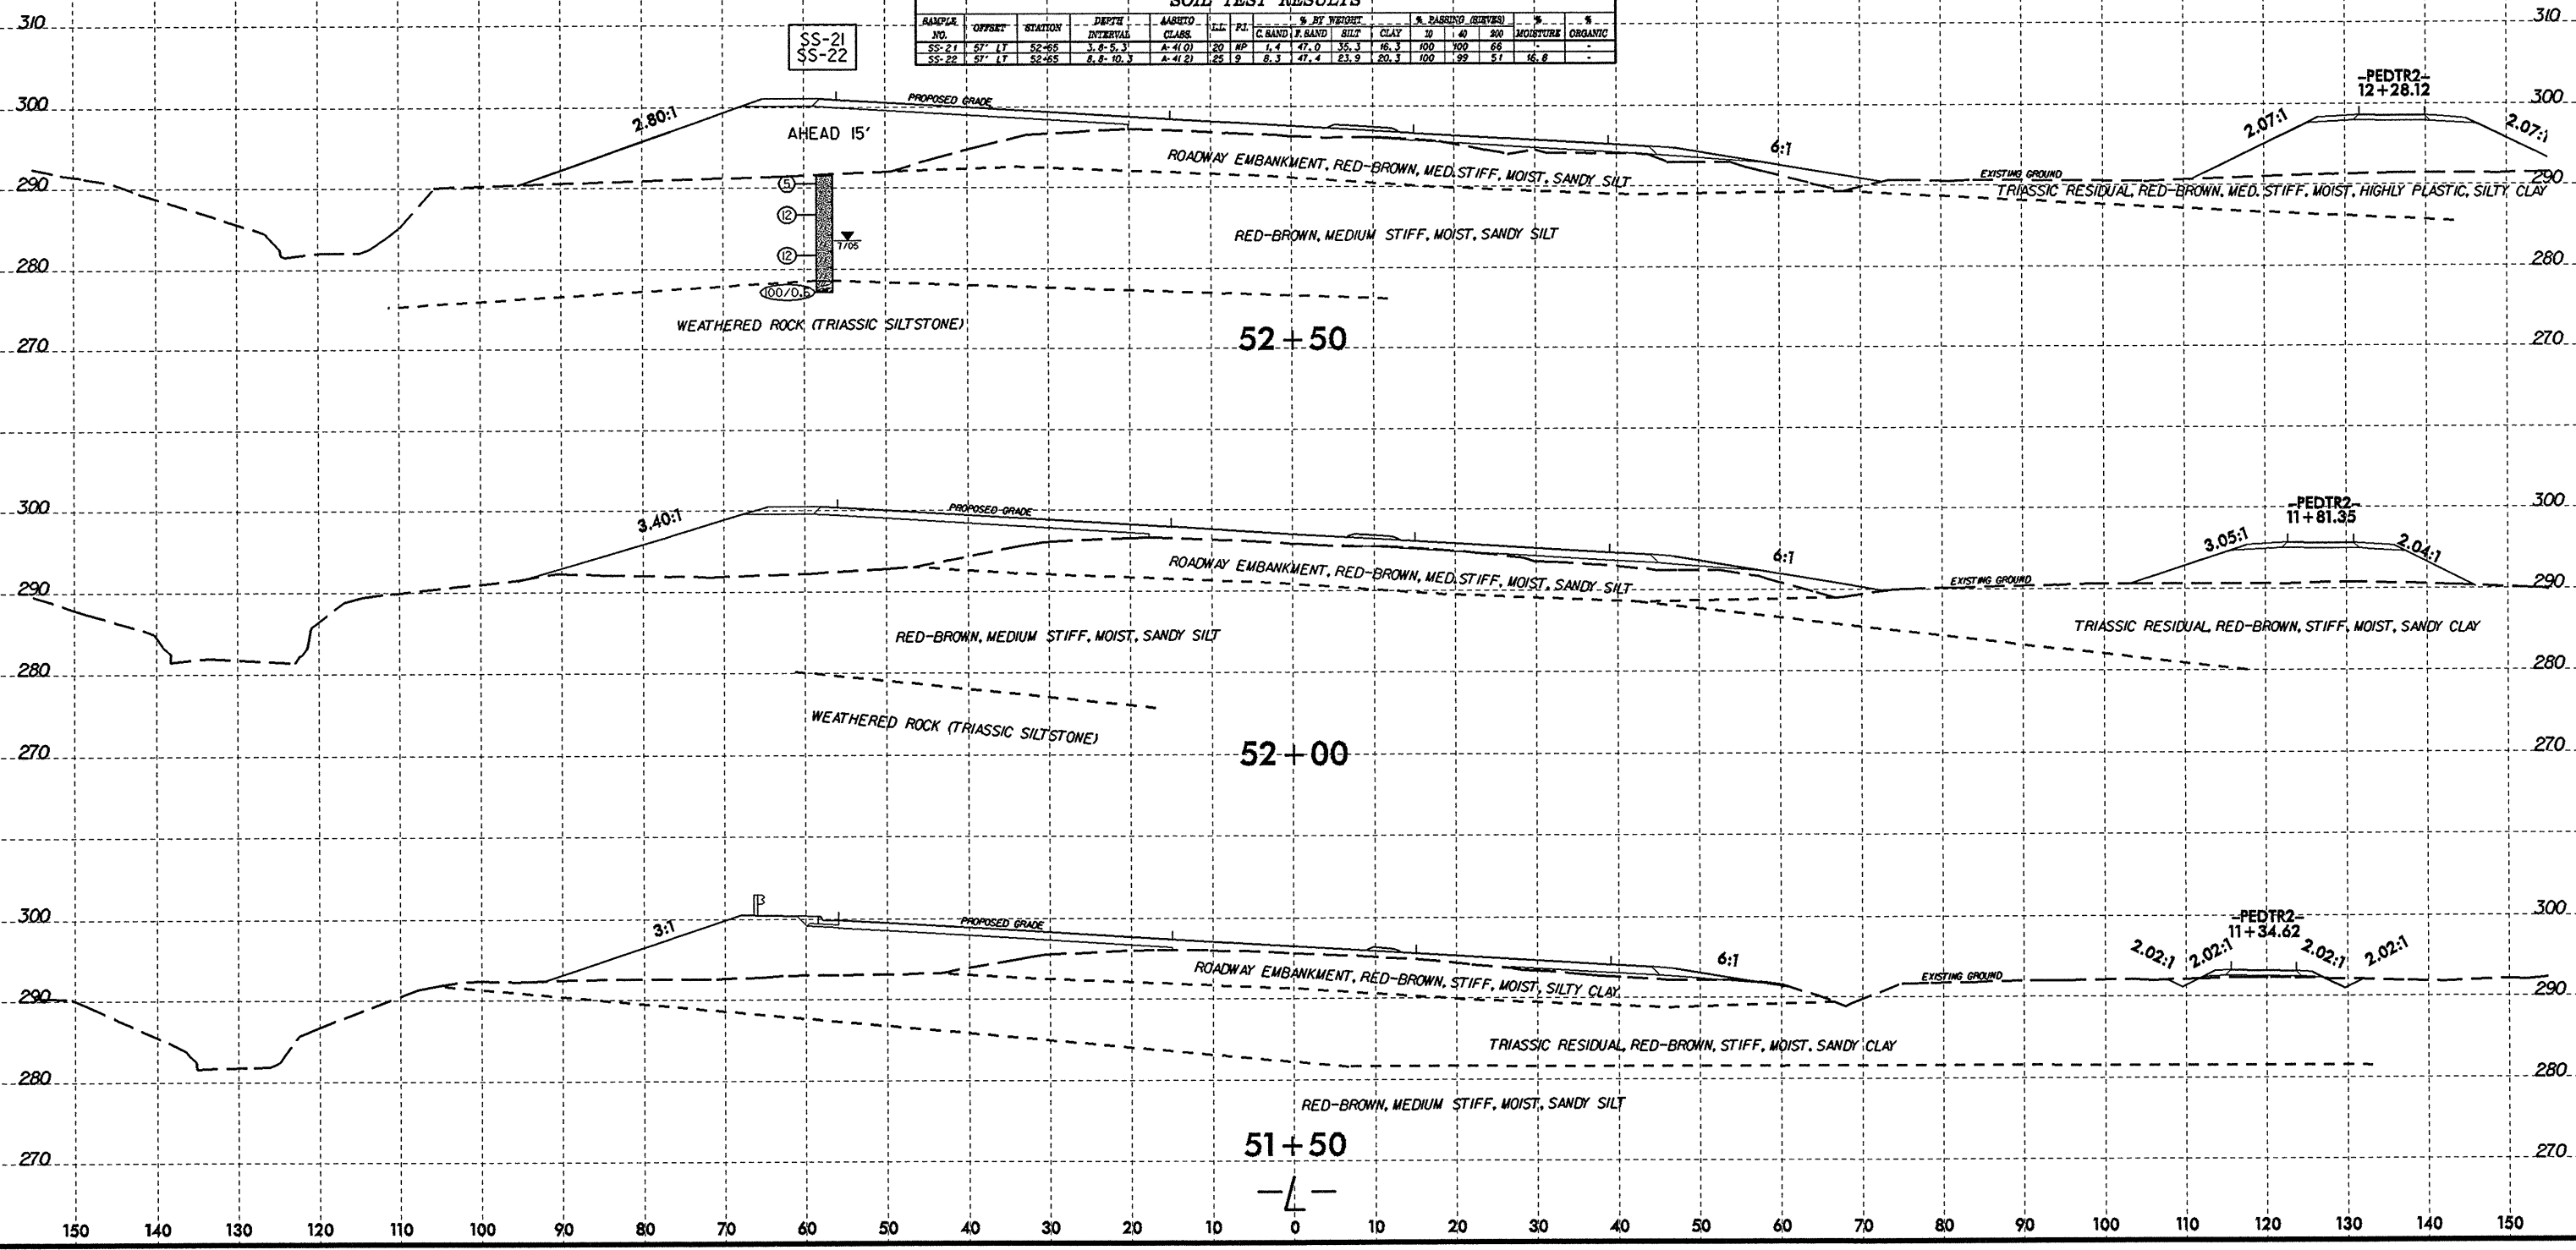 SOIL TEST RESULTS
SAMPLE NO. OFFSET STATION DEPTH INTERVAL AASHTO CLASS. L.L. P.I. % BY WEIGHT C. SAND F. SAND SILT CLAY % PASSING (SIEVES) 10 40 200 % MOISTURE % ORGANIC
SS-21 57' LT 52+65 3.8-5.3 A-4(0) 20 NP 1.4 47.0 35.3 16.3 100 100 66 - -
SS-22 57' LT 52+65 8.8-10.3 A-4(2) 25 9 8.3 47.4 23.9 20.3 100 99 51 16.8 -
310 310
SS-21
SS-22
-PEDTR2-
12+28.12
300 300
2.80:1 PROPOSED GRADE 2.07:1 2.07:1
AHEAD 15'
6:1
ROADWAY EMBANKMENT, RED-BROWN, MED. STIFF, MOIST, SANDY SILT
EXISTING GROUND
290 290
5
TRIASSIC RESIDUAL, RED-BROWN, MED. STIFF, MOIST, HIGHLY PLASTIC, SILTY CLAY
12
7/05
RED-BROWN, MEDIUM STIFF, MOIST, SANDY SILT
12
280 280
100/0.5
WEATHERED ROCK (TRIASSIC SILTSTONE)
52+50
270 270
300 300
-PEDTR2-
11+81.35
3.40:1 PROPOSED GRADE 3.05:1 2.04:1
6:1
ROADWAY EMBANKMENT, RED-BROWN, MED. STIFF, MOIST, SANDY SILT
EXISTING GROUND
290 290
RED-BROWN, MEDIUM STIFF, MOIST, SANDY SILT
TRIASSIC RESIDUAL, RED-BROWN, STIFF, MOIST, SANDY CLAY
280 280
WEATHERED ROCK (TRIASSIC SILTSTONE)
52+00
270 270
300 300
-PEDTR2-
11+34.62
3:1 PROPOSED GRADE 2.02:1 2.02:1 2.02:1 2.02:1
6:1
ROADWAY EMBANKMENT, RED-BROWN, STIFF, MOIST, SILTY CLAY
EXISTING GROUND
290 290
TRIASSIC RESIDUAL, RED-BROWN, STIFF, MOIST, SANDY CLAY
280 280
RED-BROWN, MEDIUM STIFF, MOIST, SANDY SILT
51+50
270 270
-L-
150 140 130 120 110 100 90 80 70 60 50 40 30 20 10 0 10 20 30 40 50 60 70 80 90 100 110 120 130 140 150